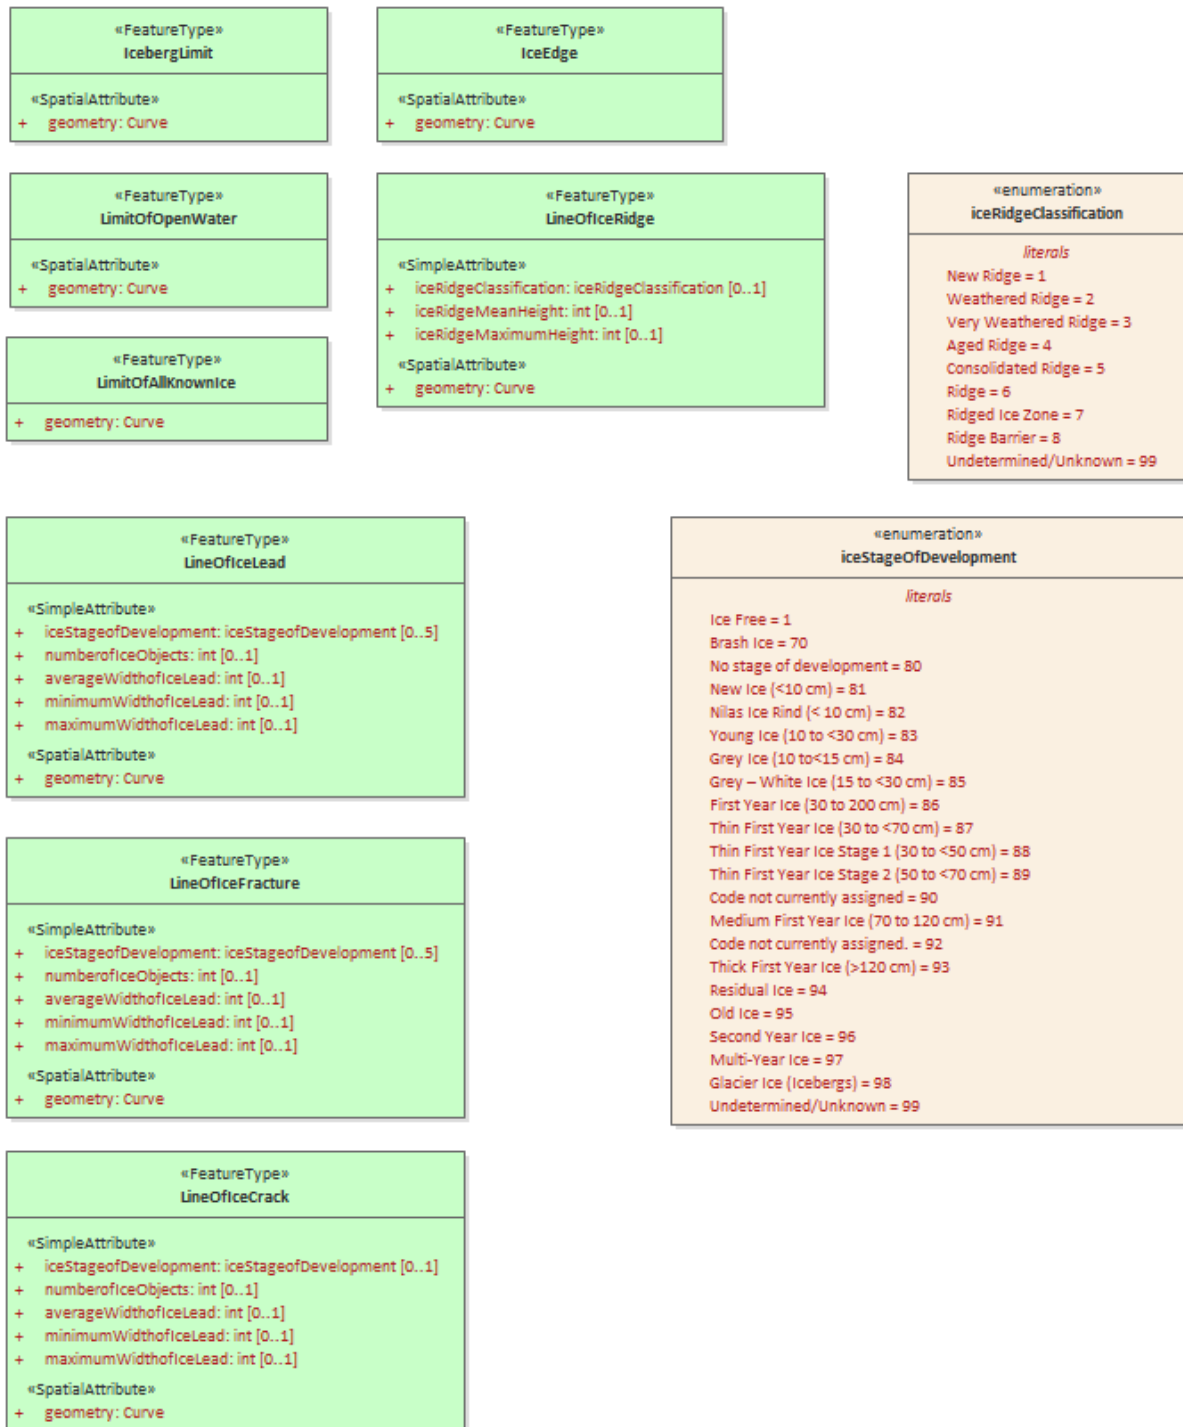 «FeatureType»
IcebergLimit
«SpatialAttribute»
+ geometry: Curve
«FeatureType»
IceEdge
«SpatialAttribute»
+ geometry: Curve
«FeatureType»
LimitOfOpenWater
«SpatialAttribute»
+ geometry: Curve
«FeatureType»
LineOfIceRidge
«SimpleAttribute»
+ iceRidgeClassification: iceRidgeClassification [0..1]
+ iceRidgeMeanHeight: int [0..1]
+ iceRidgeMaximumHeight: int [0..1]
«SpatialAttribute»
+ geometry: Curve
«enumeration»
iceRidgeClassification
literals
New Ridge = 1
Weathered Ridge = 2
Very Weathered Ridge = 3
Aged Ridge = 4
Consolidated Ridge = 5
Ridge = 6
Ridged Ice Zone = 7
Ridge Barrier = 8
Undetermined/Unknown = 99
«FeatureType»
LimitOfAllKnownIce
+ geometry: Curve
«FeatureType»
LineOfIceLead
«SimpleAttribute»
+ iceStageofDevelopment: iceStageofDevelopment [0..5]
+ numberofIceObjects: int [0..1]
+ averageWidthofIceLead: int [0..1]
+ minimumWidthofIceLead: int [0..1]
+ maximumWidthofIceLead: int [0..1]
«SpatialAttribute»
+ geometry: Curve
«enumeration»
iceStageOfDevelopment
literals
Ice Free = 1
Brash Ice = 70
No stage of development = 80
New Ice (<10 cm) = 81
Nilas Ice Rind (< 10 cm) = 82
Young Ice (10 to <30 cm) = 83
Grey Ice (10 to<15 cm) = 84
Grey – White Ice (15 to <30 cm) = 85
First Year Ice (30 to 200 cm) = 86
Thin First Year Ice (30 to <70 cm) = 87
Thin First Year Ice Stage 1 (30 to <50 cm) = 88
Thin First Year Ice Stage 2 (50 to <70 cm) = 89
Code not currently assigned = 90
Medium First Year Ice (70 to 120 cm) = 91
Code not currently assigned. = 92
Thick First Year Ice (>120 cm) = 93
Residual Ice = 94
Old Ice = 95
Second Year Ice = 96
Multi-Year Ice = 97
Glacier Ice (Icebergs) = 98
Undetermined/Unknown = 99
«FeatureType»
LineOfIceFracture
«SimpleAttribute»
+ iceStageofDevelopment: iceStageofDevelopment [0..5]
+ numberofIceObjects: int [0..1]
+ averageWidthofIceLead: int [0..1]
+ minimumWidthofIceLead: int [0..1]
+ maximumWidthofIceLead: int [0..1]
«SpatialAttribute»
+ geometry: Curve
«FeatureType»
LineOfIceCrack
«SimpleAttribute»
+ iceStageofDevelopment: iceStageofDevelopment [0..1]
+ numberofIceObjects: int [0..1]
+ averageWidthofIceLead: int [0..1]
+ minimumWidthofIceLead: int [0..1]
+ maximumWidthofIceLead: int [0..1]
«SpatialAttribute»
+ geometry: Curve